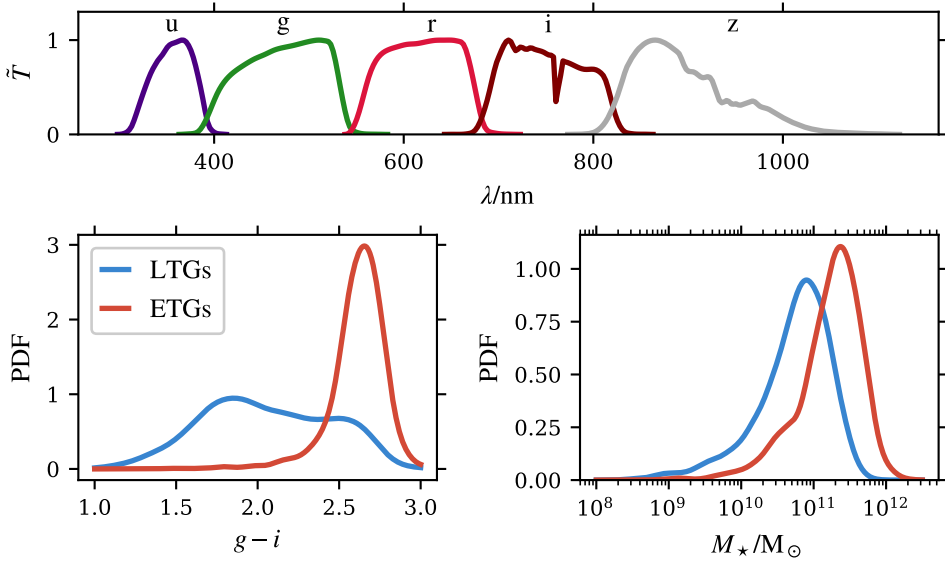 u g r i z
T̃
1
0
400 600 800 1000
λ/nm
PDF
3
2
1
0
LTGs
ETGs
1.0 1.5 2.0 2.5 3.0
g − i
PDF
1.00
0.75
0.50
0.25
0.00
10⁸ 10⁹ 10¹⁰ 10¹¹ 10¹²
M⋆/M⊙